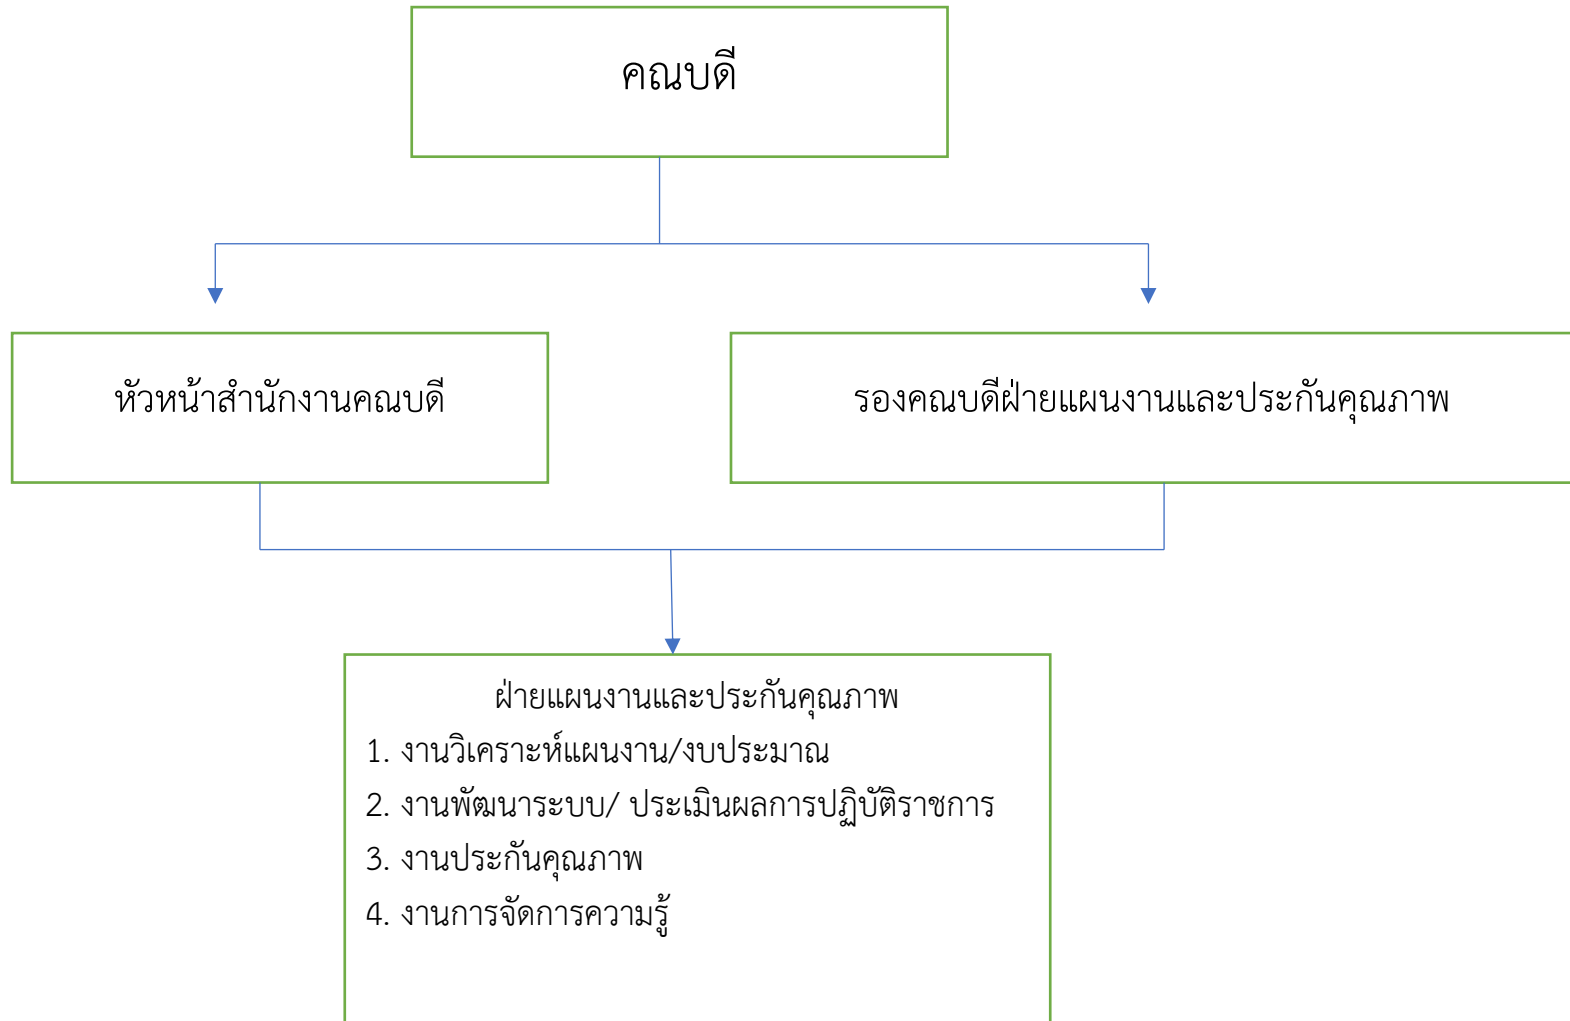 คณบดี
หัวหน้าสำนักงานคณบดี
รองคณบดีฝ่ายแผนงานและประกันคุณภาพ
ฝ่ายแผนงานและประกันคุณภาพ
1. งานวิเคราะห์แผนงาน/งบประมาณ
2. งานพัฒนาระบบ/ ประเมินผลการปฏิบัติราชการ
3. งานประกันคุณภาพ
4. งานการจัดการความรู้